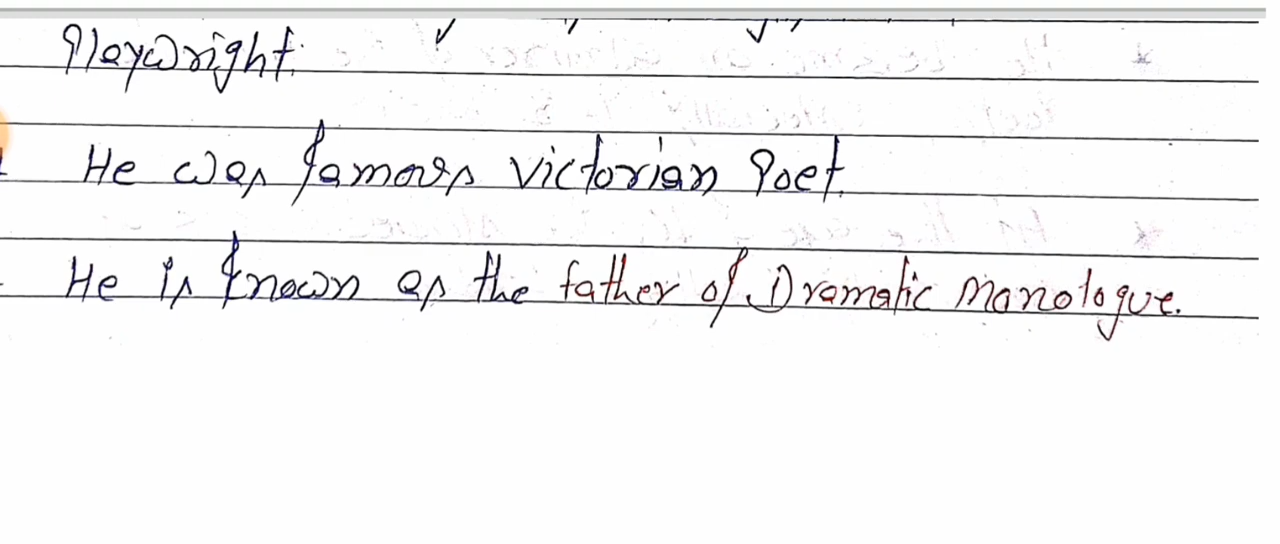 Playwright.
He was famous Victorian Poet.
He is known as the father of Dramatic Monologue.